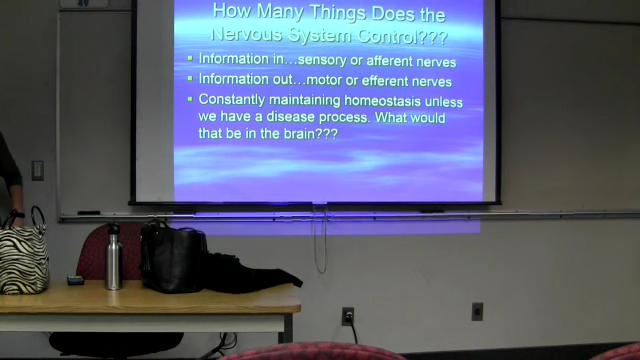 How Many Things Does the
Nervous System Control???
Information in...sensory or afferent nerves
Information out...motor or efferent nerves
Constantly maintaining homeostasis unless
we have a disease process. What would
that be in the brain???